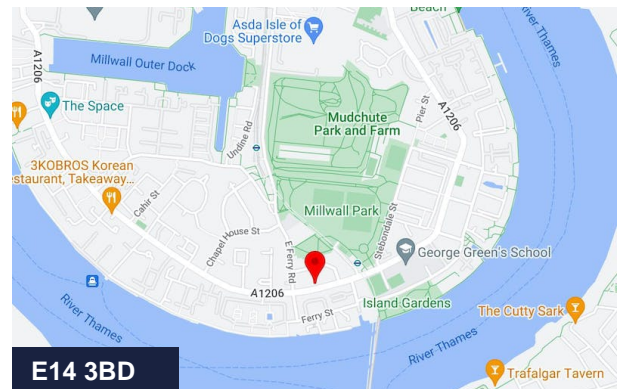 Asda Isle of
Dogs Superstore
Beach
River Thames
A1206
Millwall Outer Dock
The Space
Undine Rd
Mudchute
Park and Farm
Pier St
A1206
3KOBROS Korean
staurant, Takeaway...
Cahir St
Millwall Park
Chapel House St
Stebondale St
E Ferry Rd
George Green's School
A1206
Ferry St
Island Gardens
River Thames
River Thames
The Cutty Sark
Trafalgar Tavern
E14 3BD